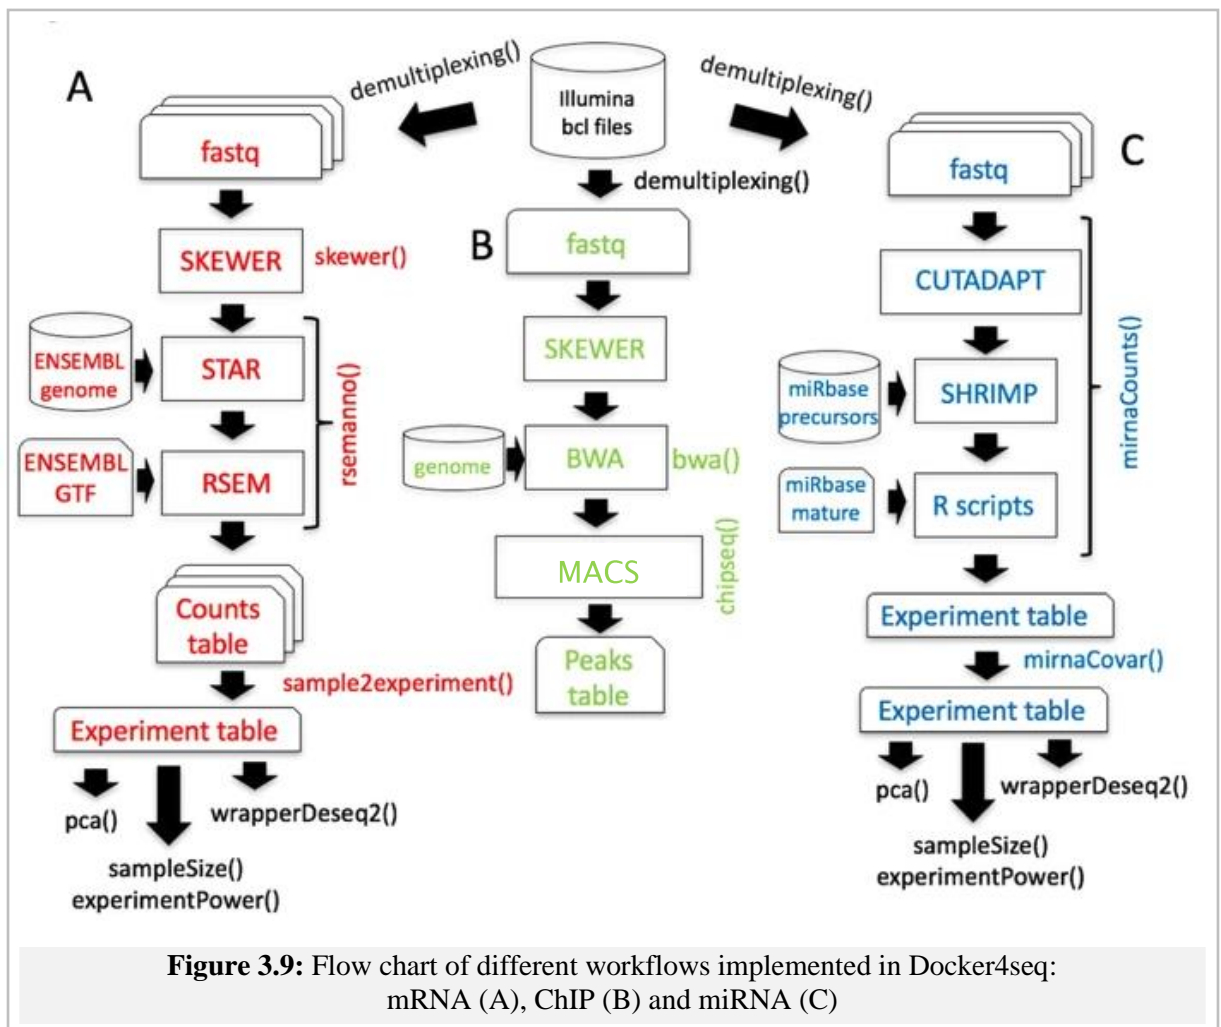 A
demultiplexing()
Illumina
bcl files
demultiplexing()
demultiplexing()
fastq
SKEWER
skewer()
ENSEMBL
genome
STAR
rsemanno()
ENSEMBL
GTF
RSEM
Counts
table
sample2experiment()
Experiment table
pca()
wrapperDeseq2()
sampleSize()
experimentPower()
B
fastq
SKEWER
genome
BWA
bwa()
MACS
chipseq()
Peaks
table
C
fastq
CUTADAPT
miRbase
precursors
SHRIMP
mirnaCounts()
miRbase
mature
R scripts
Experiment table
mirnaCovar()
Experiment table
pca()
wrapperDeseq2()
sampleSize()
experimentPower()
Figure 3.9: Flow chart of different workflows implemented in Docker4seq:
mRNA (A), ChIP (B) and miRNA (C)